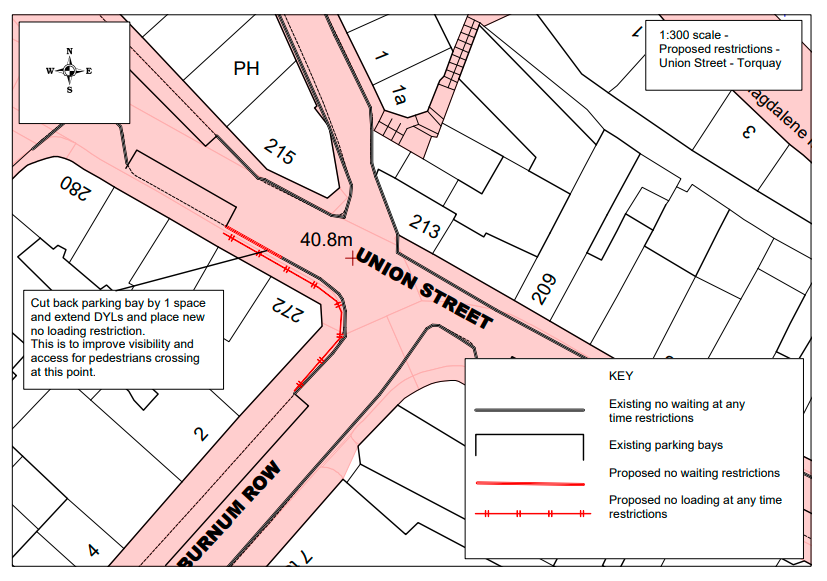 N
W E
S
1:300 scale -
Proposed restrictions -
Union Street - Torquay
PH
1
1a
1
3
215
280
213
40.8m
UNION STREET
209
272
Cut back parking bay by 1 space
and extend DYLs and place new
no loading restriction.
This is to improve visibility and
access for pedestrians crossing
at this point.
2
4
KEY
Existing no waiting at any
time restrictions
Existing parking bays
Proposed no waiting restrictions
Proposed no loading at any time
restrictions